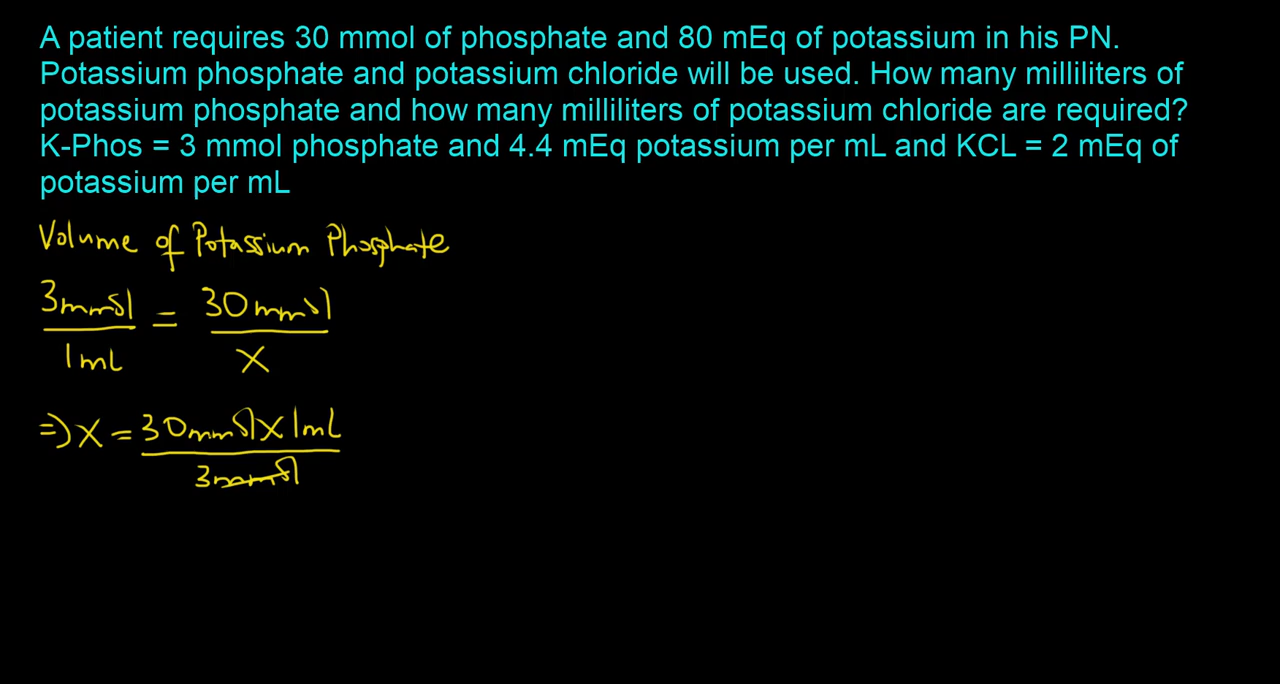 A patient requires 30 mmol of phosphate and 80 mEq of potassium in his PN.
Potassium phosphate and potassium chloride will be used. How many milliliters of
potassium phosphate and how many milliliters of potassium chloride are required?
K-Phos = 3 mmol phosphate and 4.4 mEq potassium per mL and KCL = 2 mEq of
potassium per mL
Volume of Potassium Phosphate
3mmol = 30mmol
1mL X
⇒ X = 30mmol X 1mL
3mmol